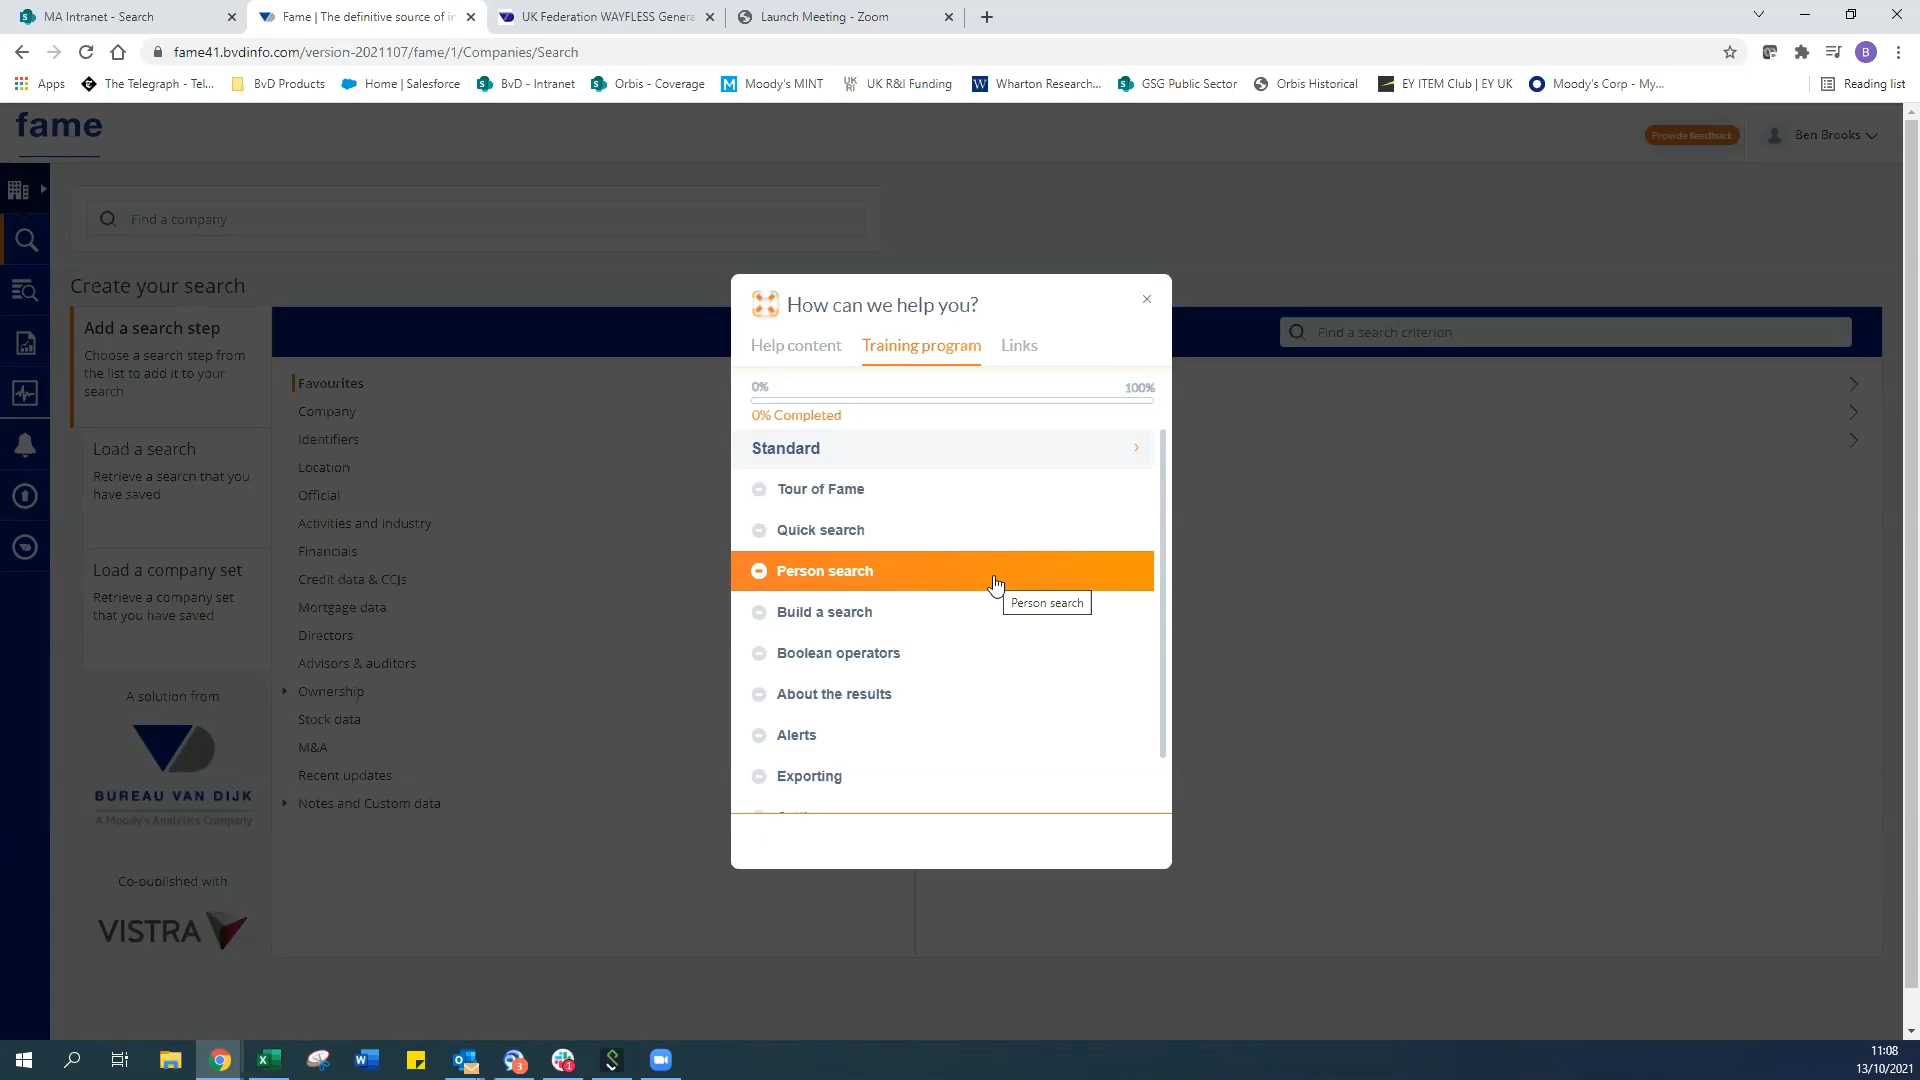 MA Intranet - Search
Fame | The definitive source of in
UK Federation WAYFLESS Genera
Launch Meeting - Zoom
fame41.bvdinfo.com/version-2021107/fame/1/Companies/Search
B
Apps
The Telegraph - Tel...
BvD Products
Home | Salesforce
BvD - Intranet
Orbis - Coverage
Moody's MINT
UK R&I Funding
Wharton Research...
GSG Public Sector
Orbis Historical
EY ITEM Club | EY UK
Moody's Corp - My...
Reading list
fame
Provide feedback
Ben Brooks
Find a company
Create your search
Add a search step
Choose a search step from
the list to add it to your
search
Load a search
Retrieve a search that you
have saved
Load a company set
Retrieve a company set
that you have saved
A solution from
BUREAU VAN DIJK
A Moody's Analytics Company
Co-published with
VISTRA
Find a search criterion
Favourites
Company
Identifiers
Location
Official
Activities and industry
Financials
Credit data & CCJs
Mortgage data
Directors
Advisors & auditors
Ownership
Stock data
M&A
Recent updates
Notes and Custom data
How can we help you?
Help content
Training program
Links
0%
100%
0% Completed
Standard
Tour of Fame
Quick search
Person search
Person search
Build a search
Boolean operators
About the results
Alerts
Exporting
11:08
13/10/2021